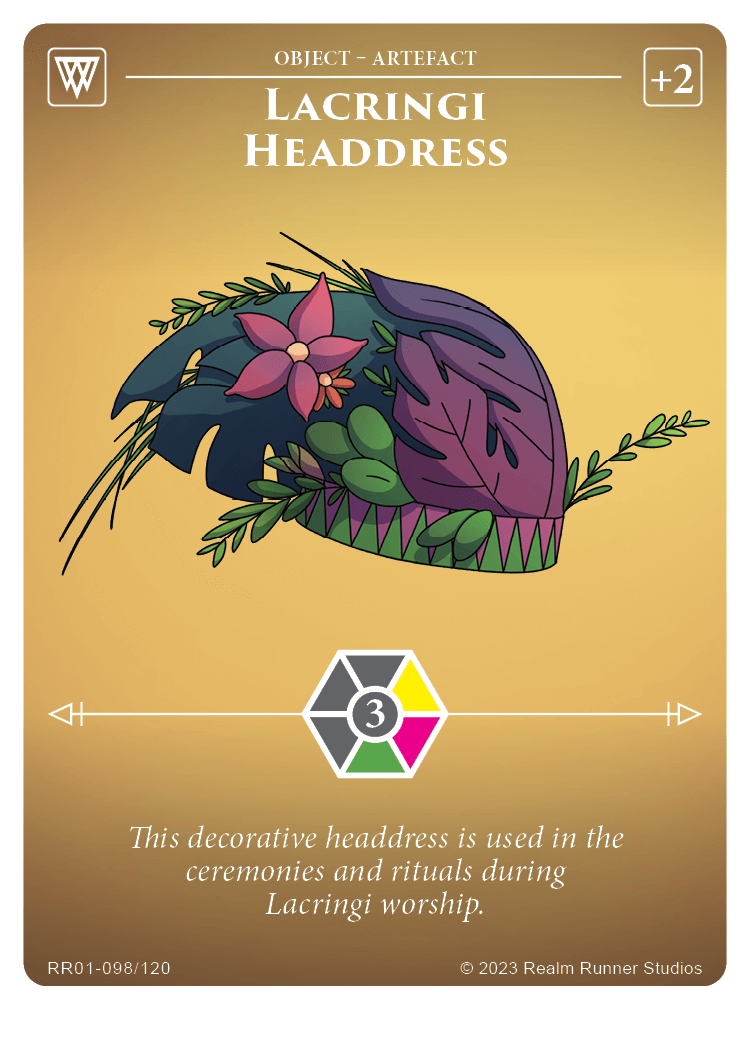 OBJECT – ARTEFACT
+2
LACRINGI
HEADDRESS
3
This decorative headdress is used in the
ceremonies and rituals during
Lacringi worship.
RR01-098/120
© 2023 Realm Runner Studios